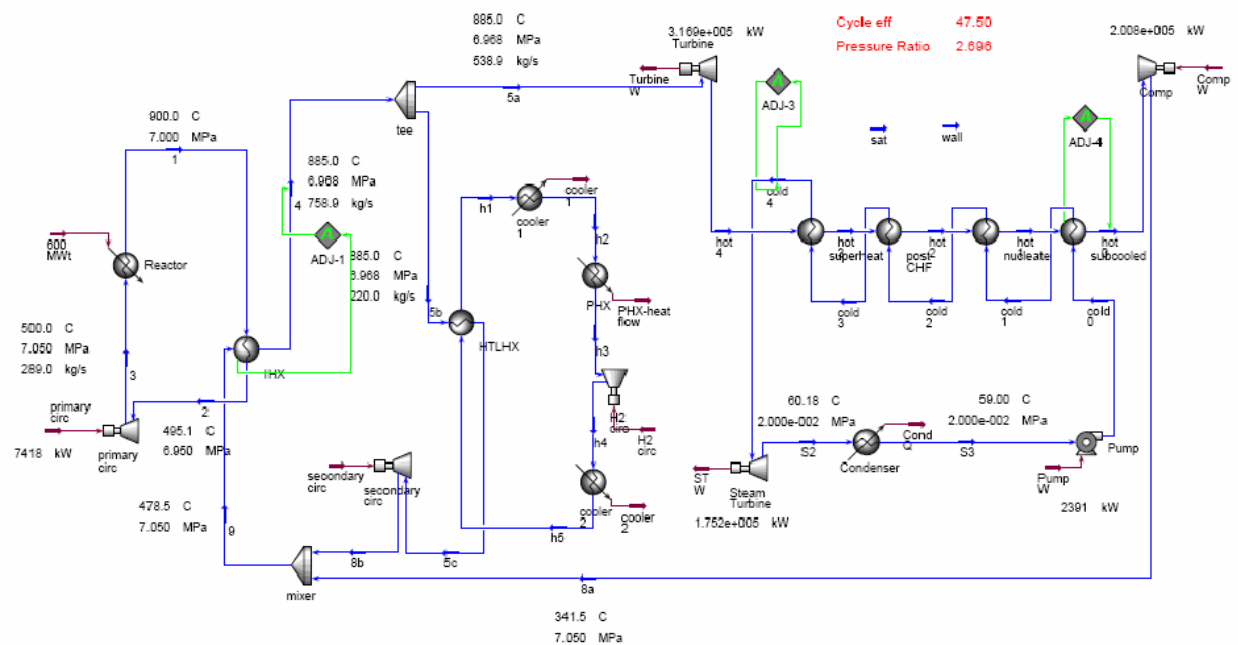 885.0 C
6.968 MPa
538.9 kg/s
5a
3.169e+005 kW
Turbine
Turbine
W
Cycle eff 47.50
Pressure Ratio 2.696
2.008e+005 kW
Comp
Comp
W
ADJ-3
ADJ-4
sat
wall
tee
900.0 C
7.000 MPa
1
885.0 C
6.968 MPa
758.9 kg/s
4
ADJ-1
885.0 C
6.968 MPa
220.0 kg/s
5b
600
MWt
Reactor
500.0 C
7.050 MPa
289.0 kg/s
3
IHX
2
495.1 C
6.950 MPa
primary
circ
primary
circ
7418 kW
478.5 C
7.050 MPa
9
h1
cooler
1
cooler
1
h2
PHX
PHX-heat
flow
h3
HTLHX
H2
circ
H2
circ
h4
cooler
2
cooler
2
h5
secondary
circ
secondary
circ
8b
5c
mixer
8a
341.5 C
7.050 MPa
cold
4
hot
4
hot
superheat
post
CHF
hot
2
hot
nucleate
hot
subcooled
cold
3
cold
2
cold
1
cold
0
60.18 C
2.000e-002 MPa
59.00 C
2.000e-002 MPa
S2
Condenser
Cond
Q
S3
Pump
Pump
W
2391 kW
ST
W
Steam
Turbine
1.752e+005 kW